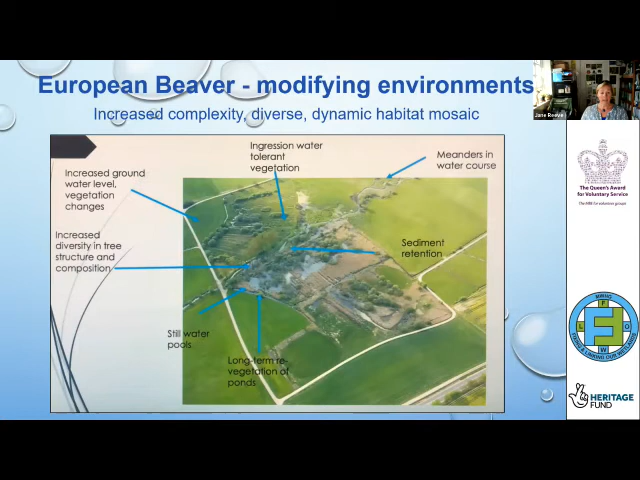 European Beaver - modifying environments
Increased complexity, diverse, dynamic habitat mosaic
Jane Reeve
Increased ground
water level,
vegetation
changes
Ingression water
tolerant
vegetation
Meanders in
water course
Increased
diversity in tree
structure and
composition
Sediment
retention
Still water
pools
Long-term re-
vegetation of
ponds
The Queen's Award
for Voluntary Service
The MBE for volunteer groups
HERITAGE
FUND